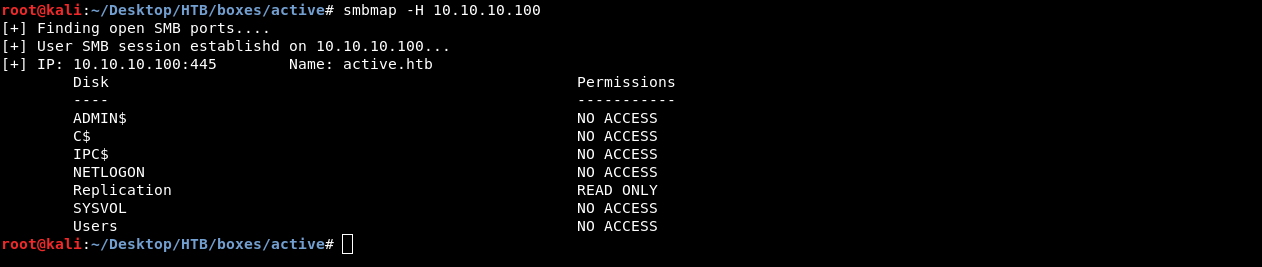 root@kali:~/Desktop/HTB/boxes/active# smbmap -H 10.10.10.100
[+] Finding open SMB ports....
[+] User SMB session establishd on 10.10.10.100...
[+] IP: 10.10.10.100:445        Name: active.htb
        Disk                                                    Permissions
        ----                                                    -----------
        ADMIN$                                                  NO ACCESS
        C$                                                      NO ACCESS
        IPC$                                                    NO ACCESS
        NETLOGON                                                NO ACCESS
        Replication                                             READ ONLY
        SYSVOL                                                  NO ACCESS
        Users                                                   NO ACCESS
root@kali:~/Desktop/HTB/boxes/active#